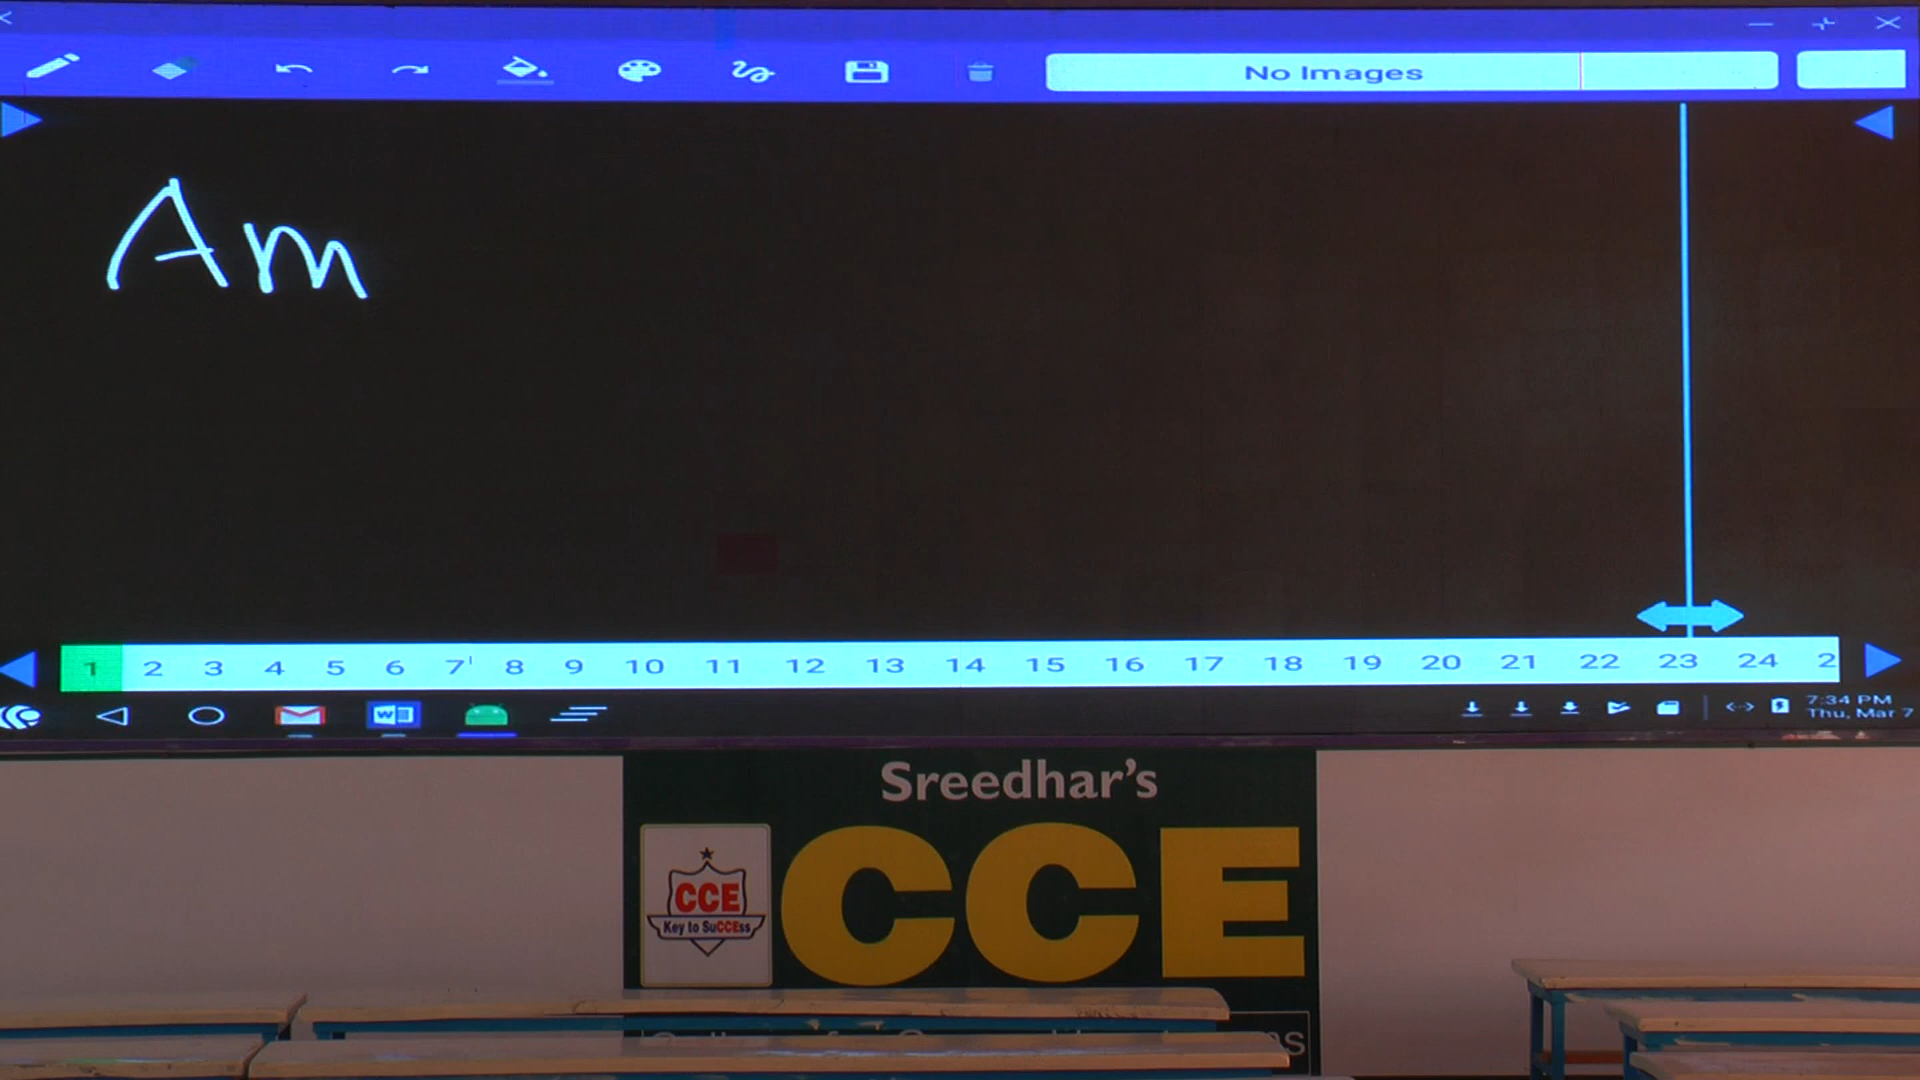 No Images
Am
1 2 3 4 5 6 7 8 9 10 11 12 13 14 15 16 17 18 19 20 21 22 23 24 2
7:34 PM
Thu, Mar 7
Sreedhar's
CCE
CCE
Key to SuCCEss